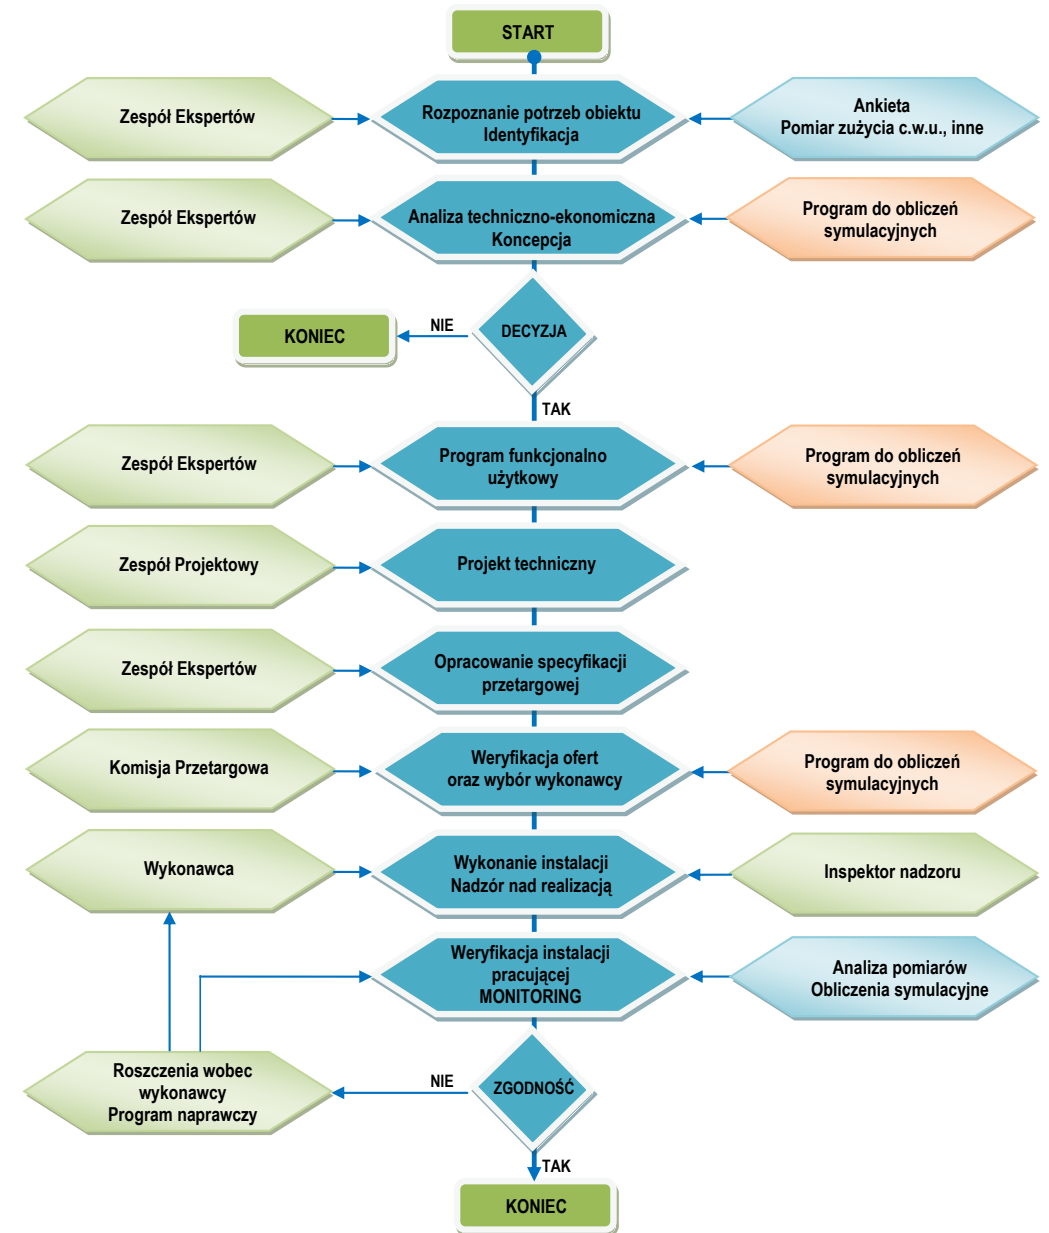 START
Zespół Ekspertów
Rozpoznanie potrzeb obiektu
Identyfikacja
Ankieta
Pomiar zużycia c.w.u., inne
Zespół Ekspertów
Analiza techniczno-ekonomiczna
Koncepcja
Program do obliczeń
symulacyjnych
KONIEC
NIE
DECYZJA
TAK
Zespół Ekspertów
Program funkcjonalno
użytkowy
Program do obliczeń
symulacyjnych
Zespół Projektowy
Projekt techniczny
Zespół Ekspertów
Opracowanie specyfikacji
przetargowej
Komisja Przetargowa
Weryfikacja ofert
oraz wybór wykonawcy
Program do obliczeń
symulacyjnych
Wykonawca
Wykonanie instalacji
Nadzór nad realizacją
Inspektor nadzoru
Weryfikacja instalacji
pracującej
MONITORING
Analiza pomiarów
Obliczenia symulacyjne
Roszczenia wobec
wykonawcy
Program naprawczy
NIE
ZGODNOŚĆ
TAK
KONIEC